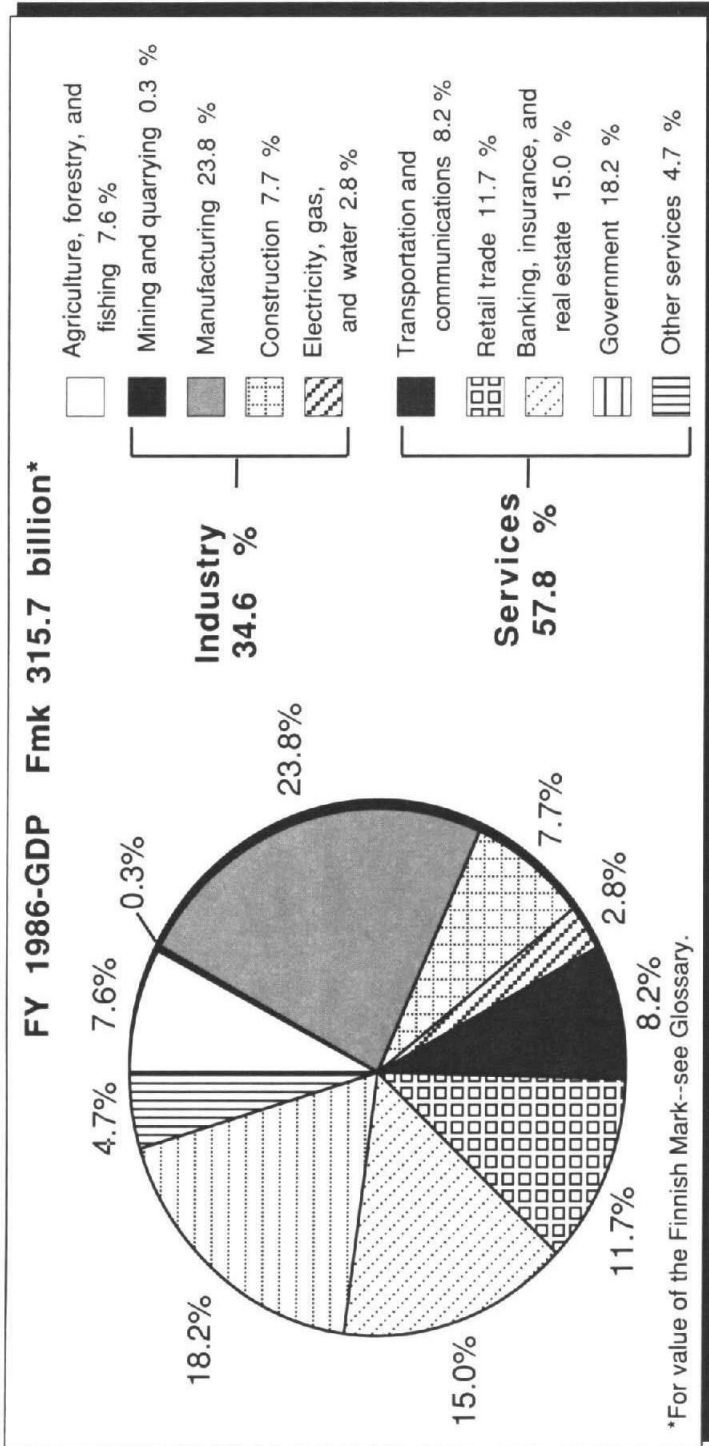 FY 1986-GDP Fmk 315.7 billion*
4.7%
7.6%
0.3%
23.8%
7.7%
2.8%
8.2%
11.7%
15.0%
18.2%
Agriculture, forestry, and
fishing 7.6 %
Industry
34.6 %
Mining and quarrying 0.3 %
Manufacturing 23.8 %
Construction 7.7 %
Electricity, gas,
and water 2.8 %
Services
57.8 %
Transportation and
communications 8.2 %
Retail trade 11.7 %
Banking, insurance, and
real estate 15.0 %
Government 18.2 %
Other services 4.7 %
*For value of the Finnish Mark--see Glossary.